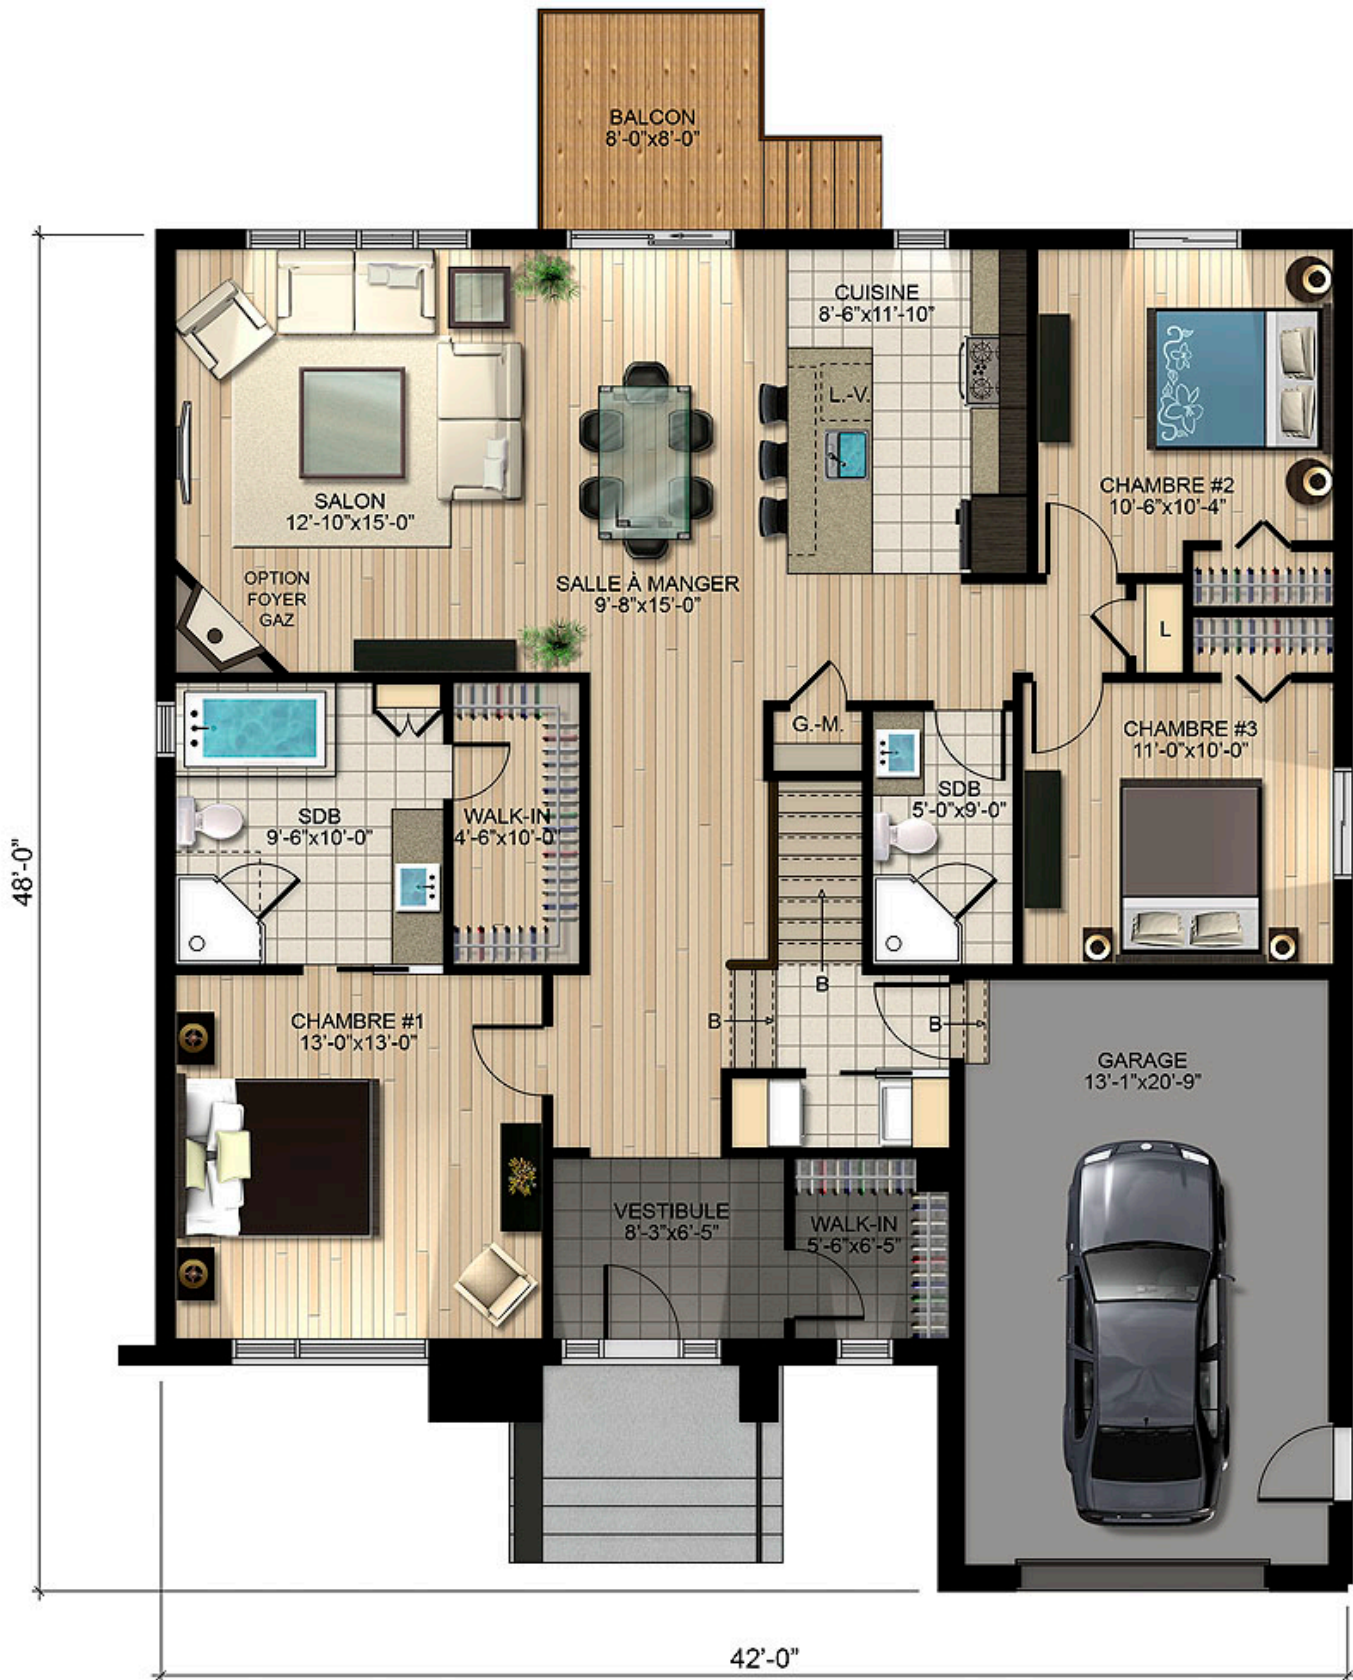 BALCON
8'-0"x8'-0"
CUISINE
8'-6"x11'-10"
L.-V.
SALON
12'-10"x15'-0"
CHAMBRE #2
10'-6"x10'-4"
OPTION
FOYER
GAZ
SALLE À MANGER
9'-8"x15'-0"
L
G.-M.
CHAMBRE #3
11'-0"x10'-0"
SDB
9'-6"x10'-0"
WALK-IN
4'-6"x10'-0
SDB
5'-0"x9'-0"
48'-0"
B
B
B
CHAMBRE #1
13'-0"x13'-0"
GARAGE
13'-1"x20'-9"
VESTIBULE
8'-3"x6'-5"
WALK-IN
5'-6"x6'-5"
42'-0"